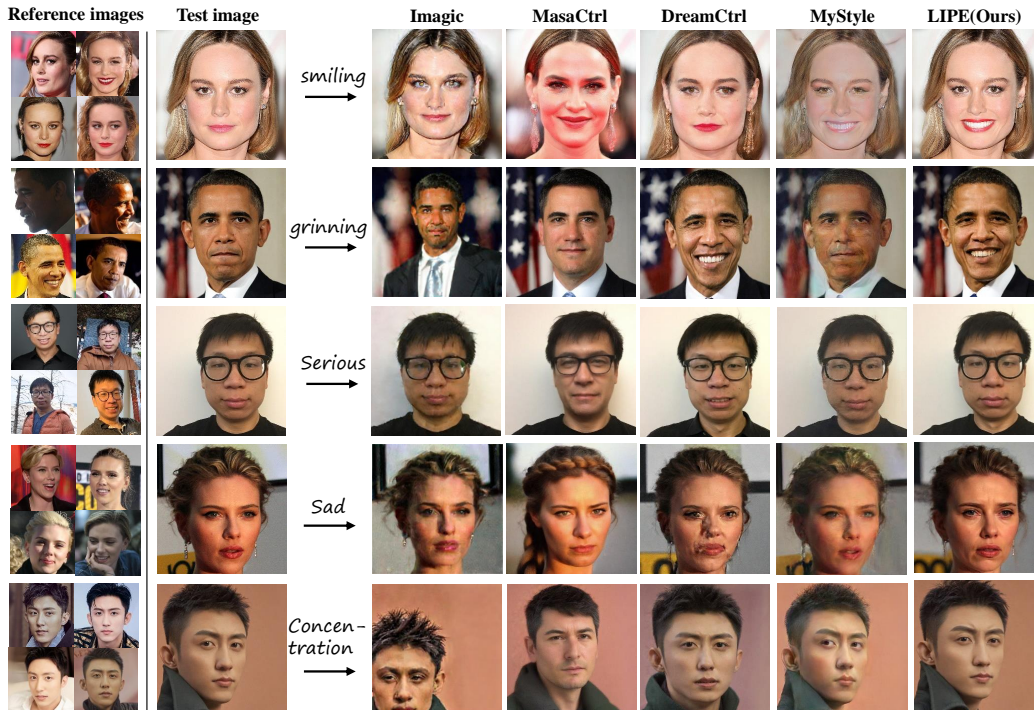 Reference images
Test image
Imagic
MasaCtrl
DreamCtrl
MyStyle
LIPE(Ours)
smiling
grinning
Serious
Sad
Concen-
tration